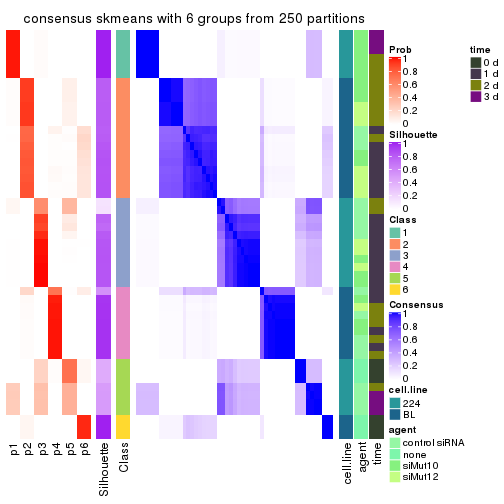 consensus skmeans with 6 groups from 250 partitions
Prob
1
0.8
0.6
0.4
0.2
0
Silhouette
1
0.8
0.6
0.4
0.2
0
Class
1
2
3
4
5
6
Consensus
1
0.8
0.6
0.4
0.2
0
cell.line
224
BL
agent
control siRNA
none
siMut10
siMut12
time
0 d
1 d
2 d
3 d
p1
p2
p3
p4
p5
p6
Silhouette
Class
cell.line
agent
time